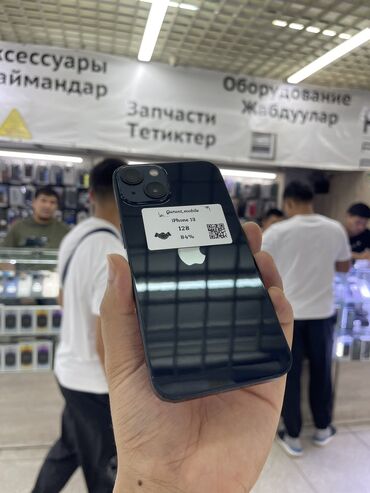 ксессуары
аймандар
Запчасти
Тетиктер
Оборудование
Жабдуулар
iPhone 13
128
84%